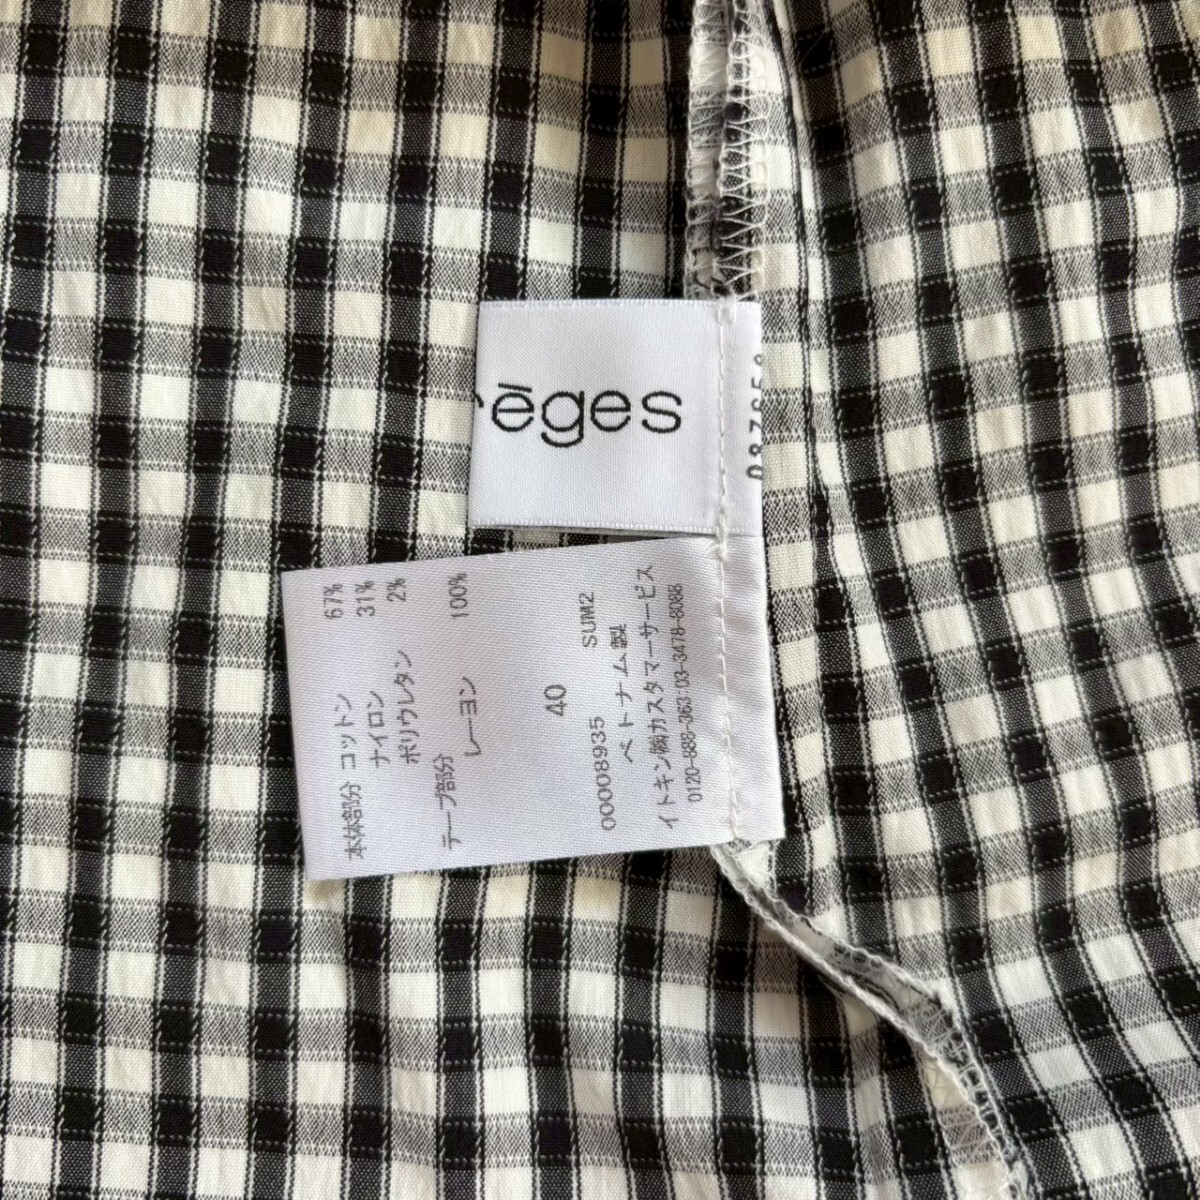 ēges
本体部分 コットン 67%
ナイロン 31%
ポリウレタン 2%
テープ部分
レーヨン 100%
40
00008935 SUM2
ベトナム製
イトキン㈱カスタマーサービス
0120-888-363:03-3478-8088